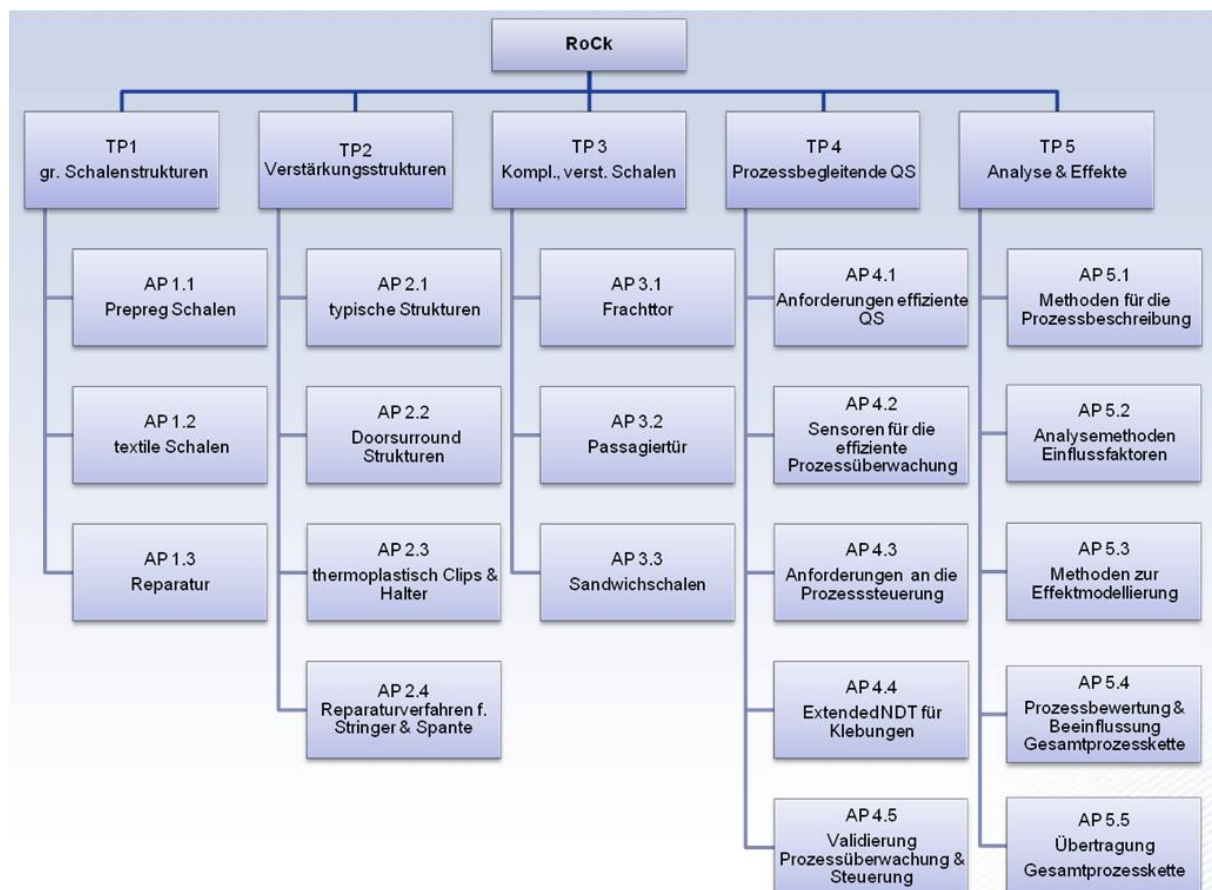 RoCk
TP1
gr. Schalenstrukturen
AP 1.1
Prepreg Schalen
AP 1.2
textile Schalen
AP 1.3
Reparatur
TP2
Verstärkungsstrukturen
AP 2.1
typische Strukturen
AP 2.2
Doorsurround
Strukturen
AP 2.3
thermoplastisch Clips &
Halter
AP 2.4
Reparaturverfahren f.
Stringer & Spante
TP 3
Kompl., verst. Schalen
AP 3.1
Frachttor
AP 3.2
Passagiertür
AP 3.3
Sandwichschalen
TP 4
Prozessbegleitende QS
AP 4.1
Anforderungen effiziente
QS
AP 4.2
Sensoren für die
effiziente
Prozessüberwachung
AP 4.3
Anforderungen an die
Prozesssteuerung
AP 4.4
Extended NDT für
Klebungen
AP 4.5
Validierung
Prozessüberwachung &
Steuerung
TP 5
Analyse & Effekte
AP 5.1
Methoden für die
Prozessbeschreibung
AP 5.2
Analysemethoden
Einflussfaktoren
AP 5.3
Methoden zur
Effektmodellierung
AP 5.4
Prozessbewertung &
Beeinflussung
Gesamtprozesskette
AP 5.5
Übertragung
Gesamtprozesskette